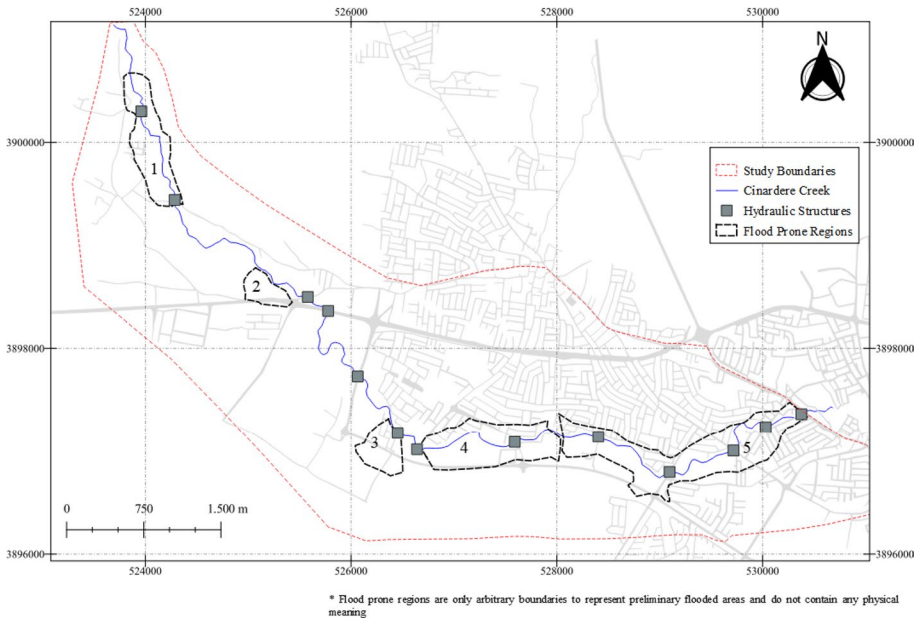 524000 526000 528000 530000
N
3900000 3900000
Study Boundaries
Cinardere Creek
Hydraulic Structures
Flood Prone Regions
1
2
3898000 3898000
3
4
5
0 750 1.500 m
3896000 3896000
524000 526000 528000 530000
* Flood prone regions are only arbitrary boundaries to represent preliminary flooded areas and do not contain any physical
meaning